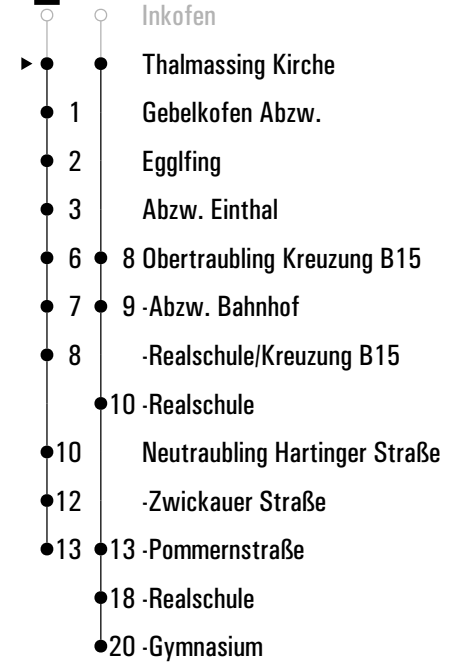 Inkofen
Thalmassing Kirche
1 Gebelkofen Abzw.
2 Egglfing
3 Abzw. Einthal
6 8 Obertraubling Kreuzung B15
7 9 -Abzw. Bahnhof
8 -Realschule/Kreuzung B15
10 -Realschule
10 Neutraubling Hartinger Straße
12 -Zwickauer Straße
13 13 -Pommernstraße
18 -Realschule
20 -Gymnasium